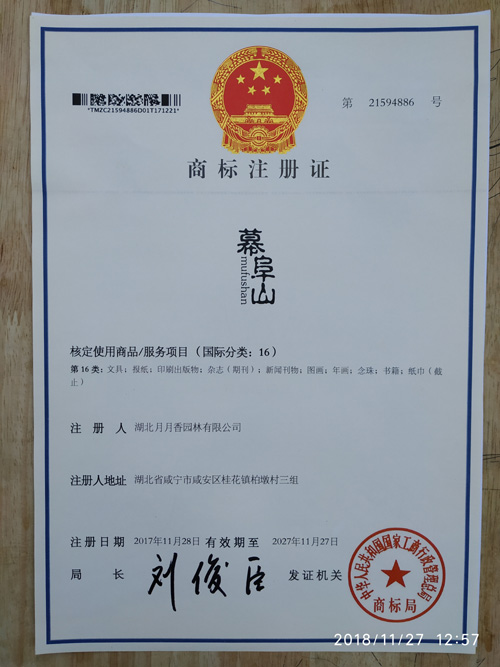 *TMZC21594886D01T171221*
第 21594886 号
商标注册证
幕阜山
mufushan
核定使用商品/服务项目（国际分类：16）
第16类：文具；报纸；印刷出版物；杂志（期刊）；新闻刊物；图画；年画；念珠；书籍；纸巾（截
止）
注册人 湖北月月香园林有限公司
注册人地址 湖北省咸宁市咸安区桂花镇柏墩村三组
注册日期 2017年11月28日 有效期至 2027年11月27日
局长 刘俊臣 发证机关
中华人民共和国国家工商行政管理总局
商标局
2018/11/27 12:57